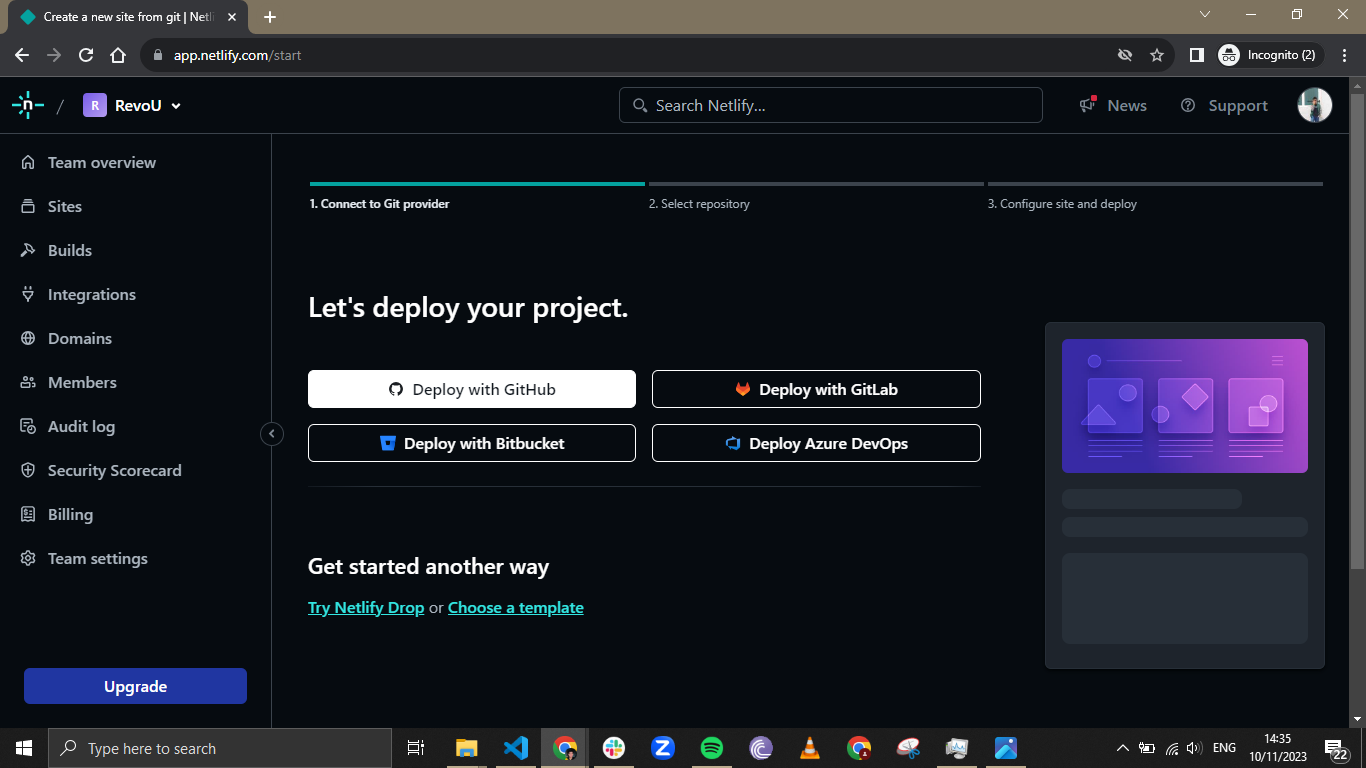 Create a new site from git | Netli
app.netlify.com/start
Incognito (2)
n / R RevoU
Search Netlify...
News
Support
Team overview
Sites
Builds
Integrations
Domains
Members
Audit log
Security Scorecard
Billing
Team settings
Upgrade
1. Connect to Git provider
2. Select repository
3. Configure site and deploy
Let's deploy your project.
Deploy with GitHub
Deploy with GitLab
Deploy with Bitbucket
Deploy Azure DevOps
Get started another way
Try Netlify Drop or Choose a template
Type here to search
ENG
14:35
10/11/2023
22